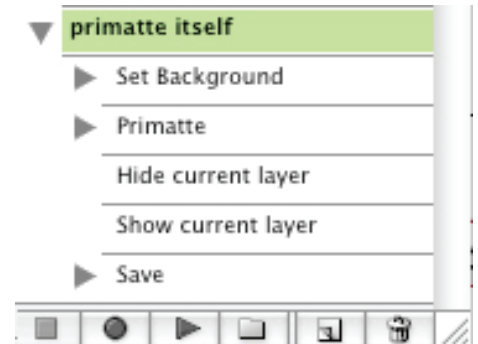 primatte itself
Set Background
Primatte
Hide current layer
Show current layer
Save